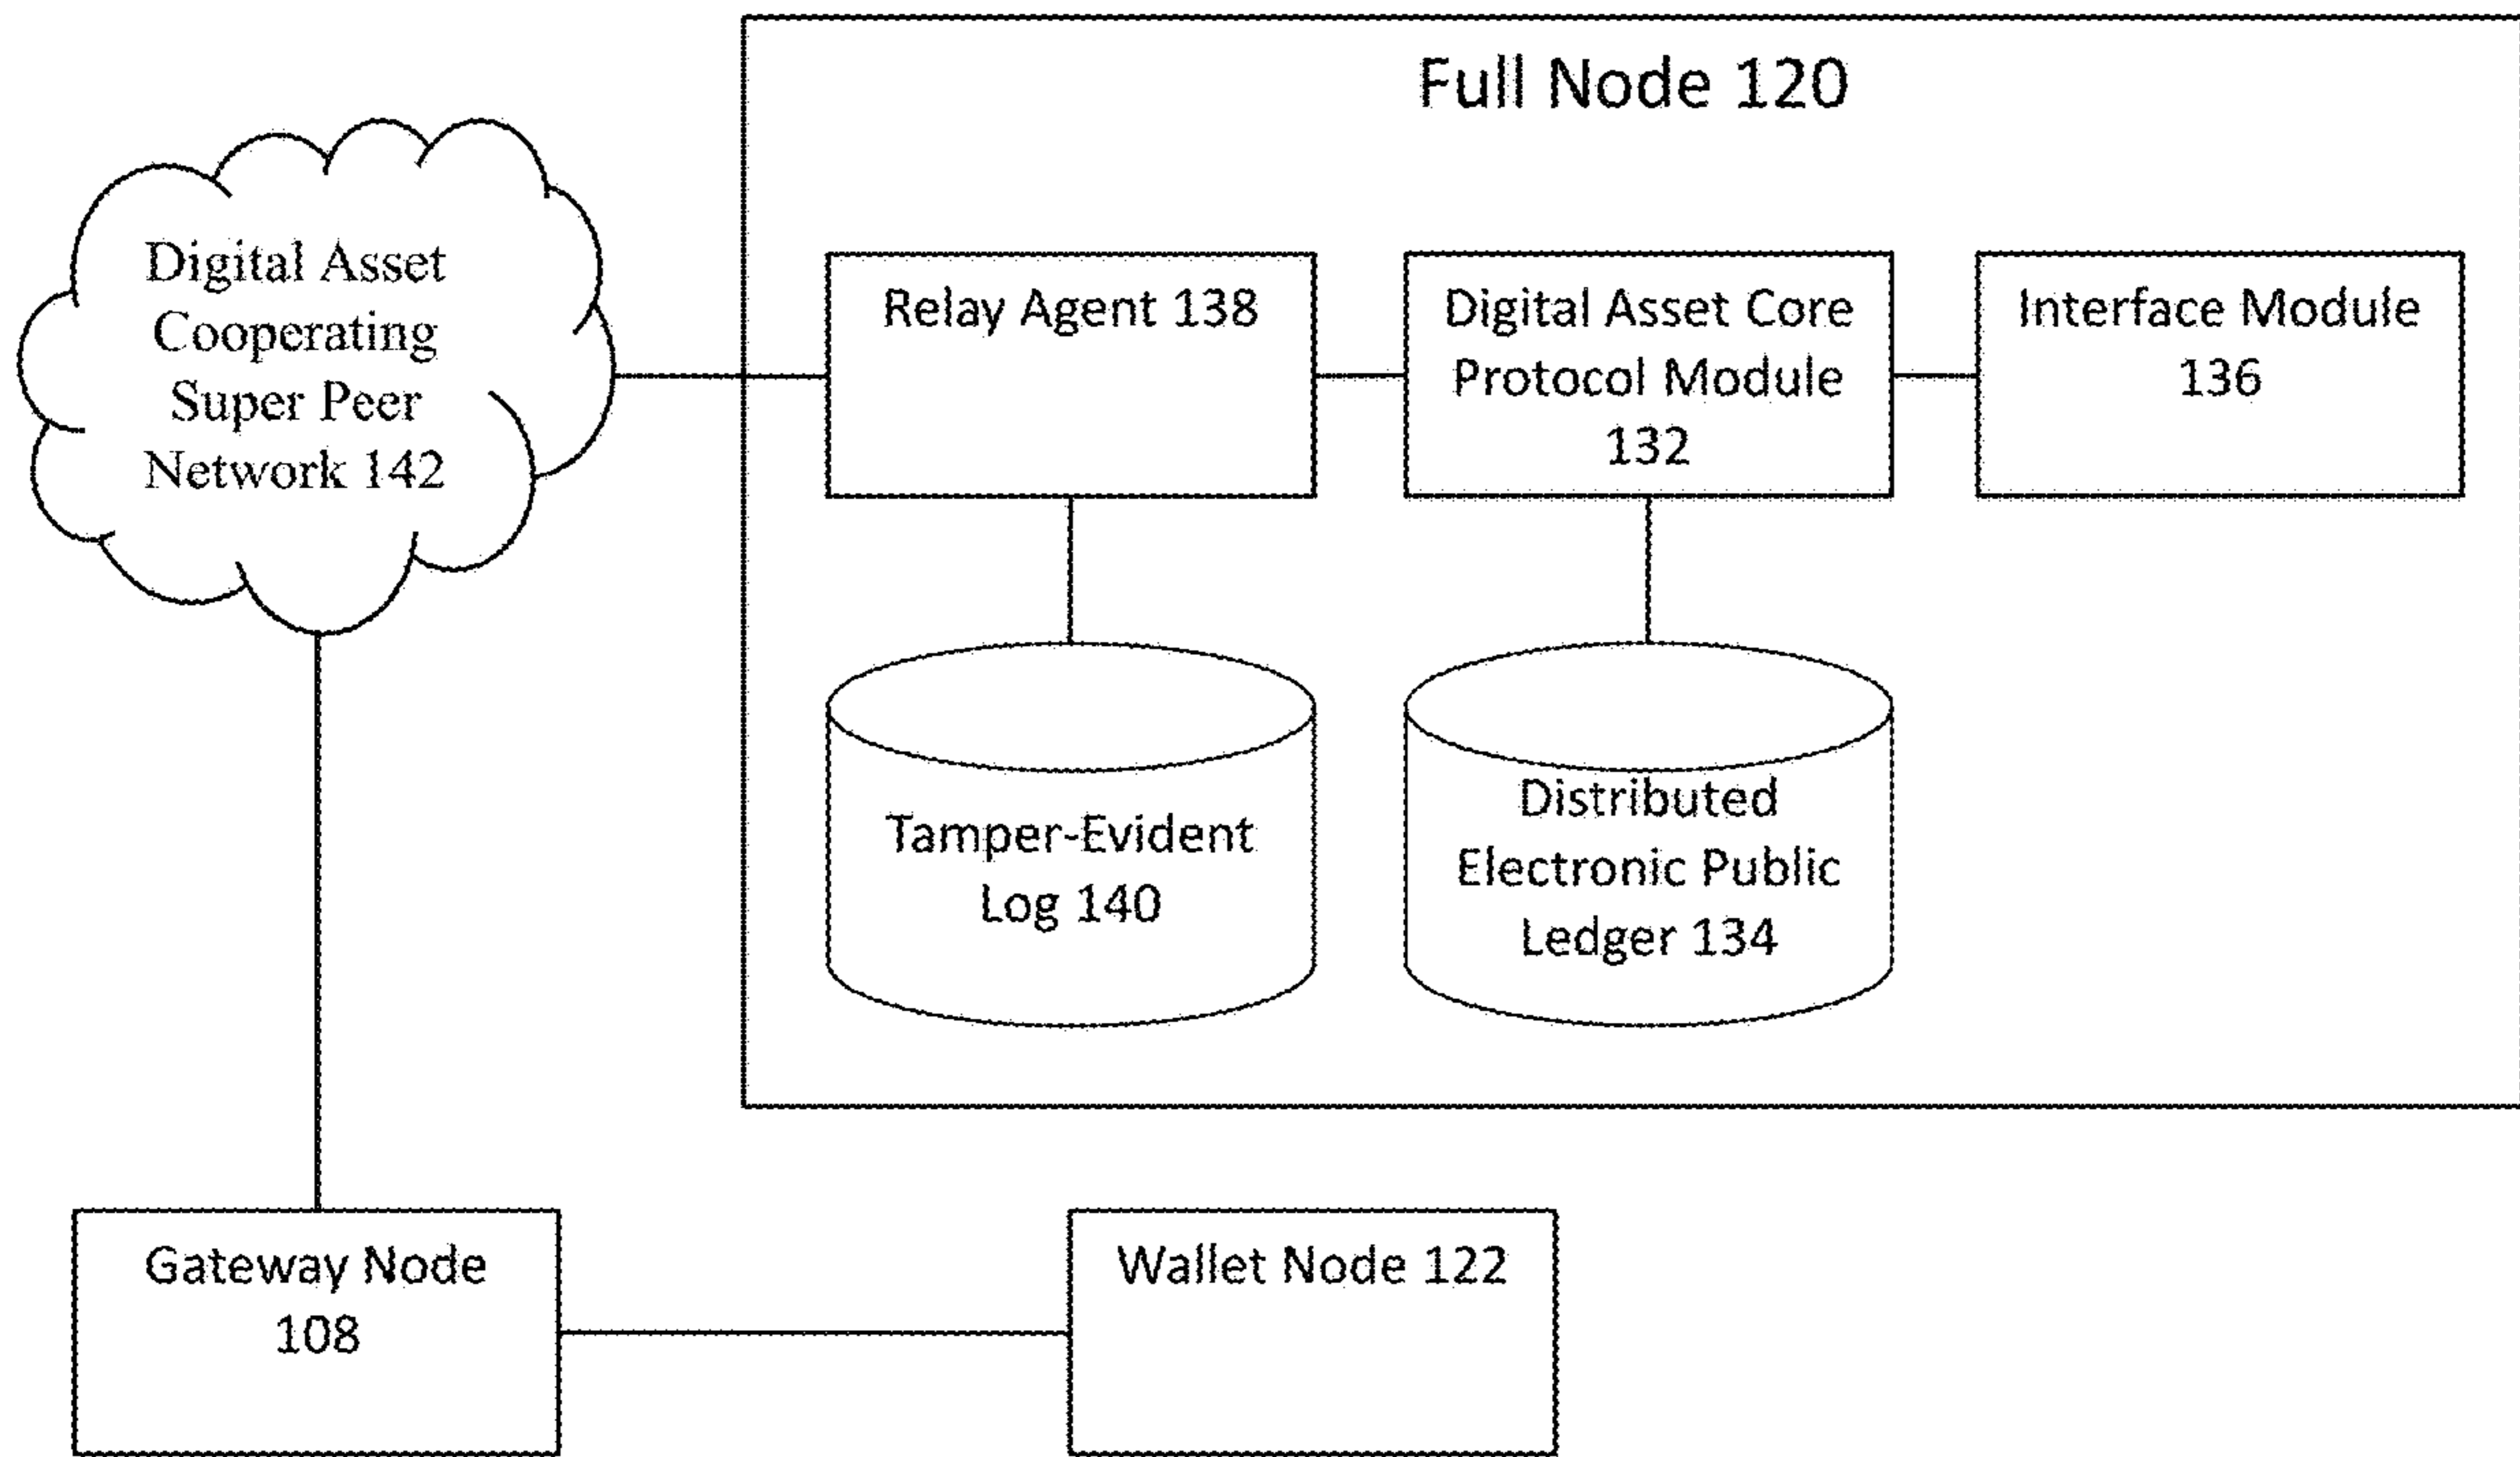 Full Node 120
Digital Asset
Cooperating
Super Peer
Network 142
Relay Agent 138
Digital Asset Core
Protocol Module
132
Interface Module
136
Tamper-Evident
Log 140
Distributed
Electronic Public
Ledger 134
Gateway Node
108
Wallet Node 122